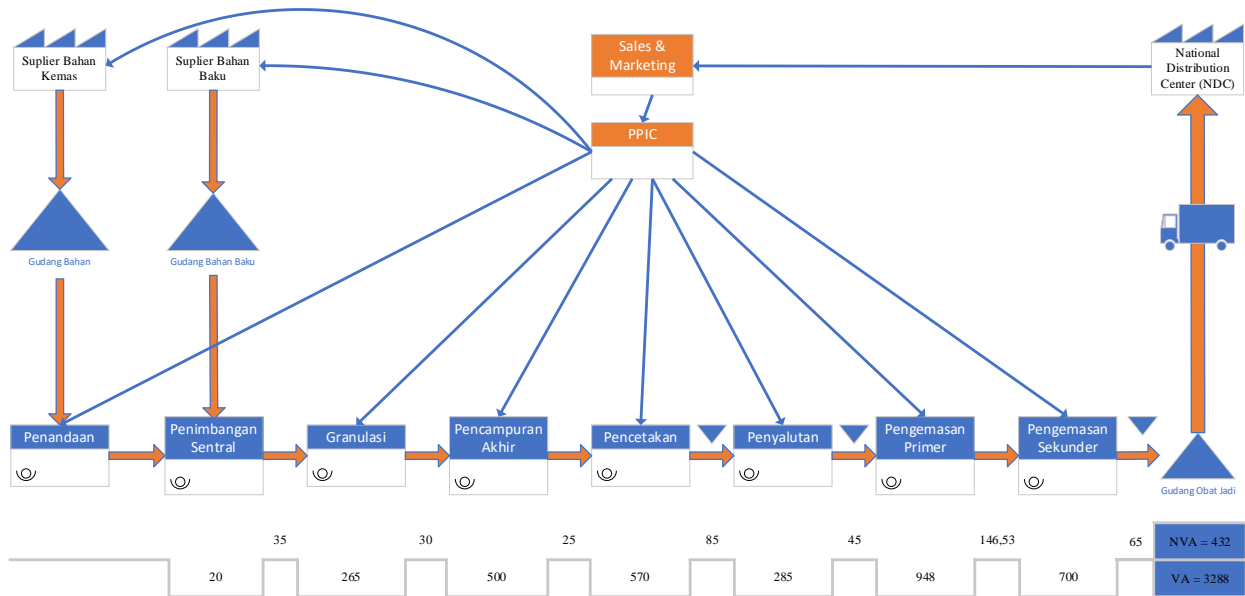 Suplier Bahan
Kemas
Suplier Bahan
Baku
Sales &
Marketing
National
Distribution
Center (NDC)
PPIC
Gudang Bahan
Gudang Bahan Baku
Penandaan
Penimbangan
Sentral
Granulasi
Pencampuran
Akhir
Pencetakan
Penyalutan
Pengemasan
Primer
Pengemasan
Sekunder
Gudang Obat Jadi
35
30
25
85
45
146,53
65
NVA = 432
20
265
500
570
285
948
700
VA = 3288